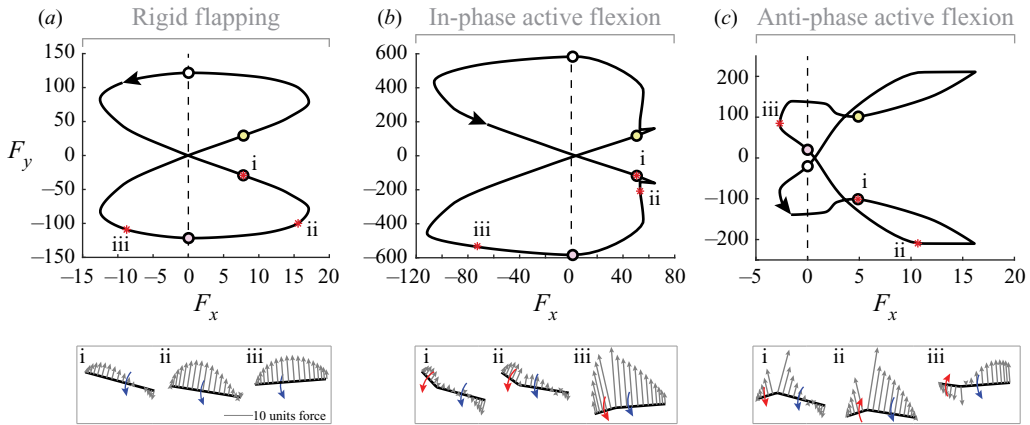 (a) Rigid flapping
150
100
50
F_y 0
–50
–100
–150
–15 –10 –5 0 5 10 15 20
F_x
i
ii
iii
(b) In-phase active flexion
600
400
200
0
–200
–400
–600
–120 –80 –40 0 40 80
F_x
i
ii
iii
(c) Anti-phase active flexion
200
100
0
–100
–200
–5 0 5 10 15 20
F_x
iii
i
ii
i ii iii
10 units force
i ii iii
i ii iii